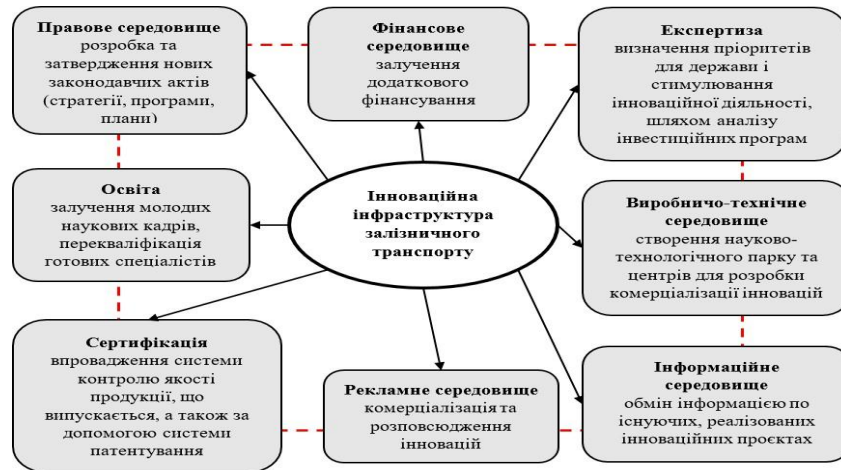 Правове середовище
розробка та
затвердження нових
законодавчих актів
(стратегії, програми,
плани)
Фінансове
середовище
залучення
додаткового
фінансування
Експертиза
визначення пріоритетів
для держави і
стимулювання
інноваційної діяльності,
шляхом аналізу
інвестиційних програм
Освіта
залучення молодих
наукових кадрів,
перекваліфікація
готових спеціалістів
Інноваційна
інфраструктура
залізничного
транспорту
Виробничо-технічне
середовище
створення науково-
технологічного парку та
центрів для розробки
комерціалізації інновацій
Сертифікація
впровадження системи
контролю якості
продукції, що
випускається, а також за
допомогою системи
патентування
Рекламне середовище
комерціалізація та
розповсюдження
інновацій
Інформаційне
середовище
обмін інформацією по
існуючих, реалізованих
інноваційних проєктах